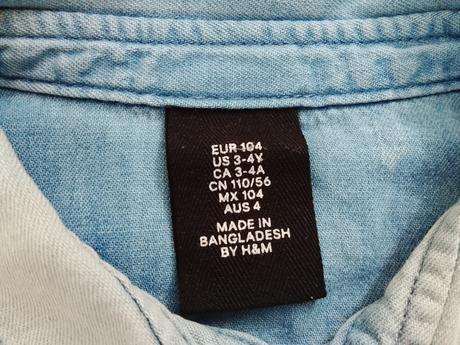 EUR 104
US 3-4Y
CA 3-4A
CN 110/56
MX 104
AUS 4
MADE IN
BANGLADESH
BY H&M